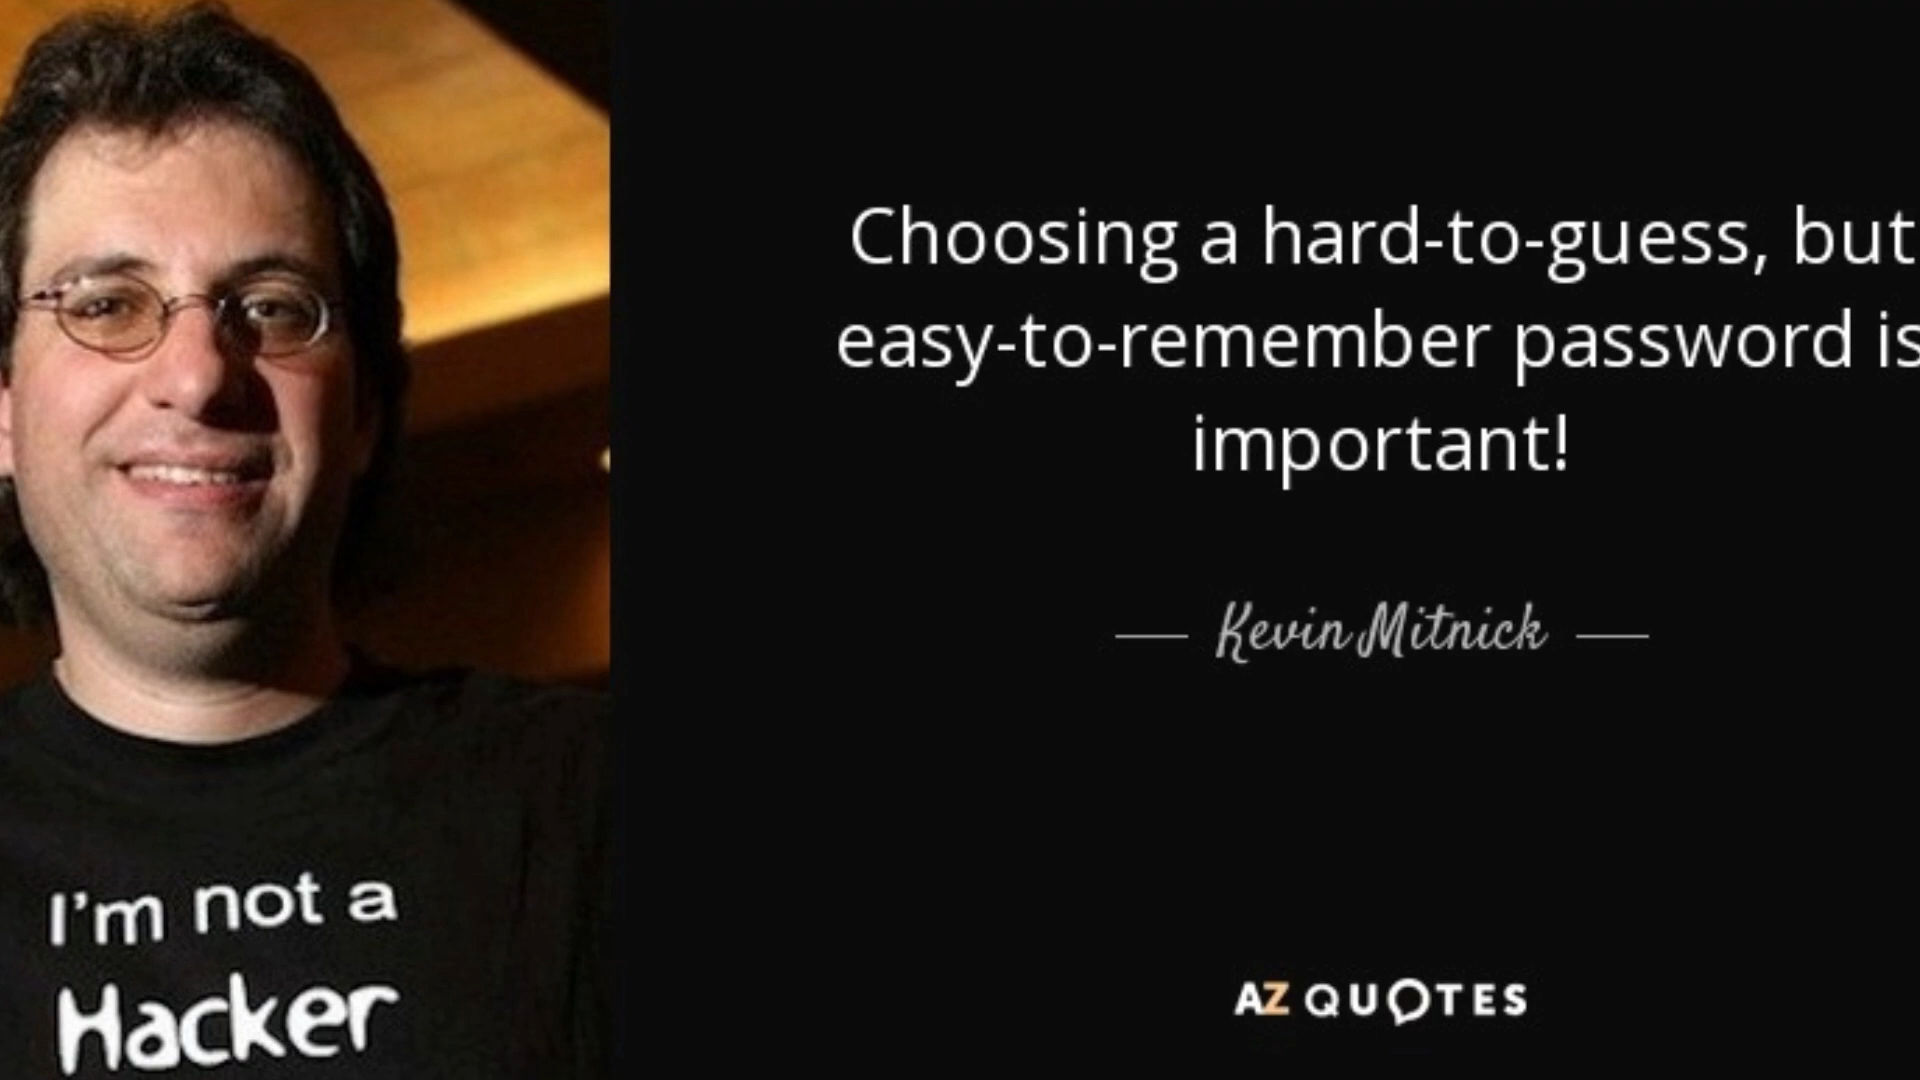 Choosing a hard-to-guess, but
easy-to-remember password is
important!
Kevin Mitnick
AZ QUOTES
I'm not a
Hacker